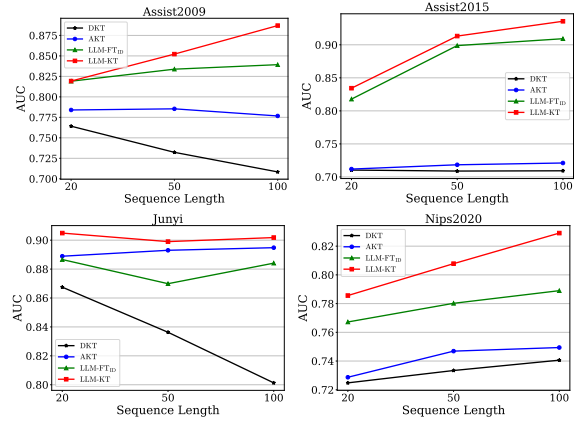 Assist2009
AUC
0.875
0.850
0.825
0.800
0.775
0.750
0.725
0.700
DKT
AKT
LLM-FT_ID
LLM-KT
20
50
100
Sequence Length
Assist2015
AUC
0.90
0.85
0.80
0.75
0.70
DKT
AKT
LLM-FT_ID
LLM-KT
20
50
100
Sequence Length
Junyi
AUC
0.90
0.88
0.86
0.84
0.82
0.80
DKT
AKT
LLM-FT_ID
LLM-KT
20
50
100
Sequence Length
Nips2020
AUC
0.82
0.80
0.78
0.76
0.74
0.72
DKT
AKT
LLM-FT_ID
LLM-KT
20
50
100
Sequence Length